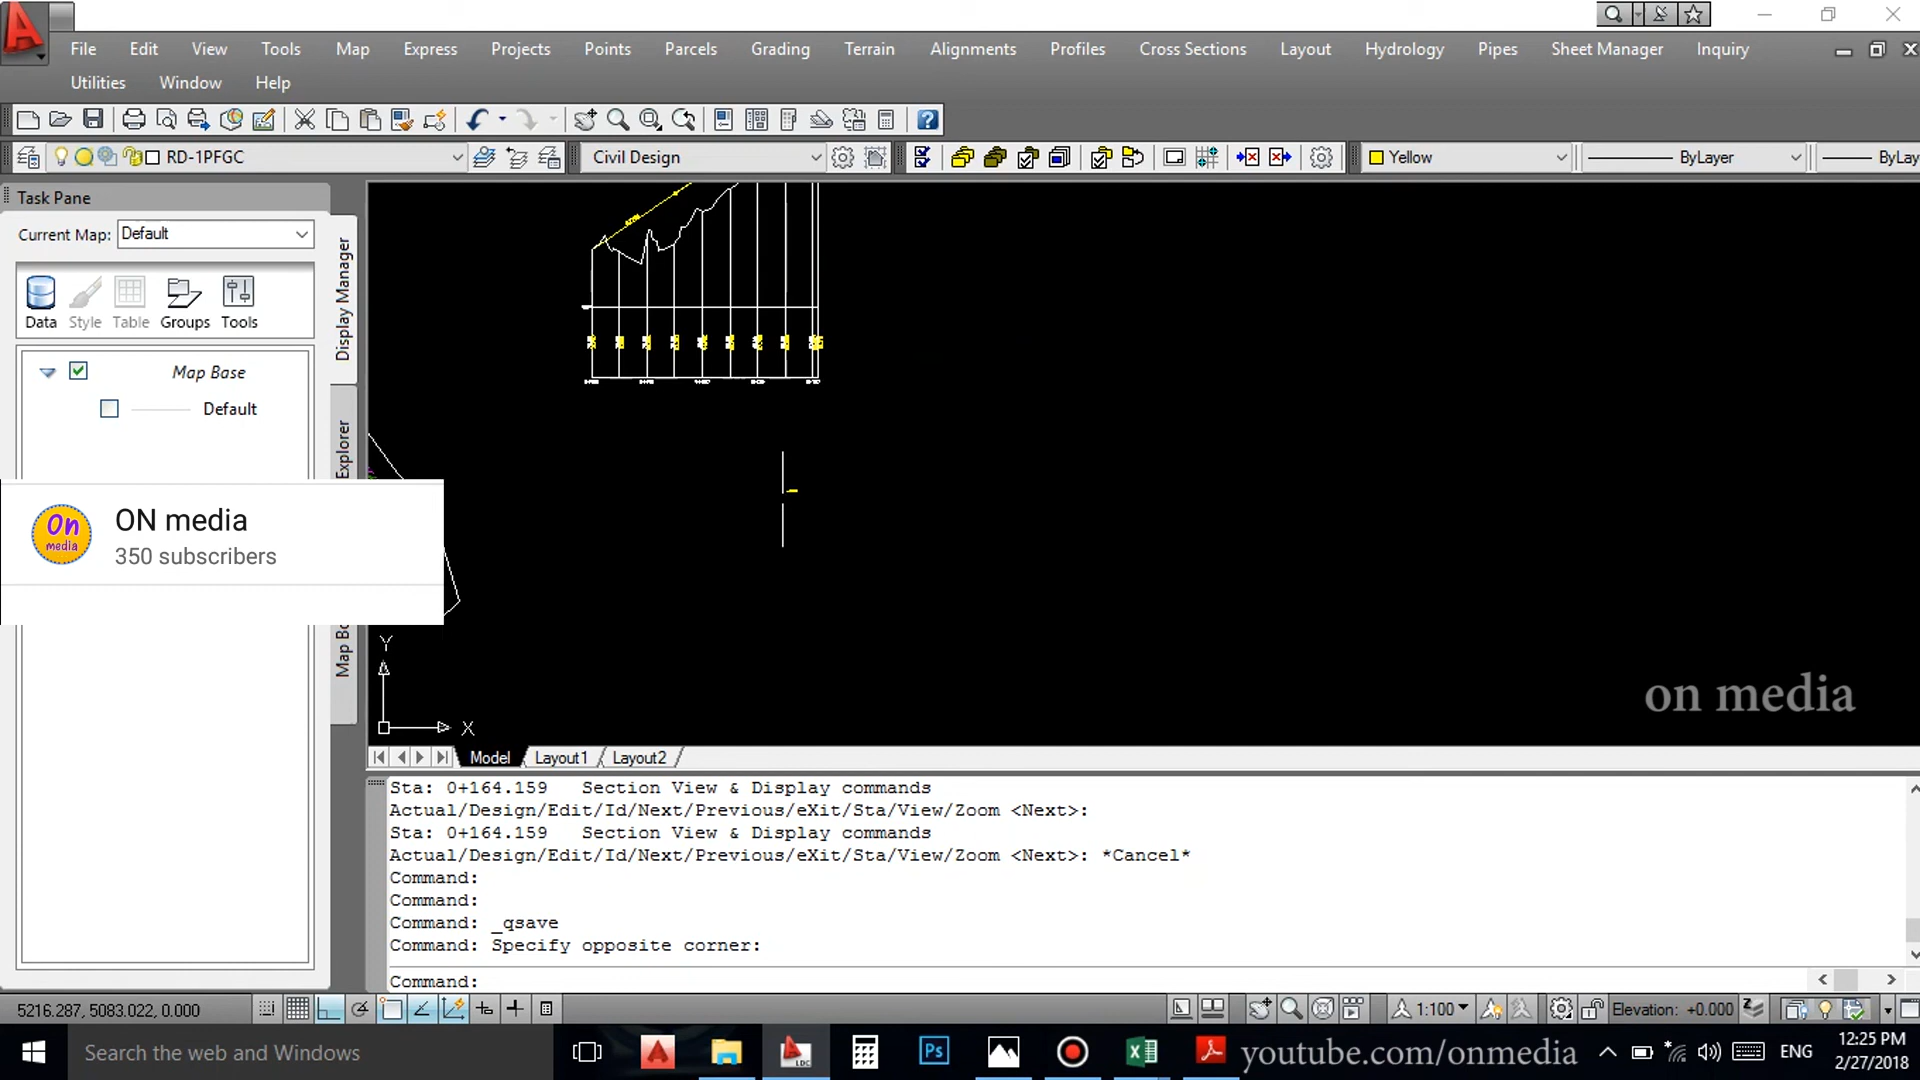 File Edit View Tools Map Express Projects Points Parcels Grading Terrain Alignments Profiles Cross Sections Layout Hydrology Pipes Sheet Manager Inquiry
Utilities Window Help
RD-1PFGC
Civil Design
Yellow
ByLayer
ByLay
Task Pane
Current Map: Default
Data Style Table Groups Tools
Map Base
Default
Display Manager
Explorer
Map Bo
On
media
ON media
350 subscribers
Y
X
on media
Model Layout1 Layout2
Sta: 0+164.159 Section View & Display commands
Actual/Design/Edit/Id/Next/Previous/eXit/Sta/View/Zoom <Next>:
Sta: 0+164.159 Section View & Display commands
Actual/Design/Edit/Id/Next/Previous/eXit/Sta/View/Zoom <Next>: *Cancel*
Command:
Command:
Command: _qsave
Command: Specify opposite corner:
Command:
5216.287, 5083.022, 0.000
1:100
Elevation: +0.000
Search the web and Windows
LDC
Ps
youtube.com/onmedia
ENG
12:25 PM
2/27/2018